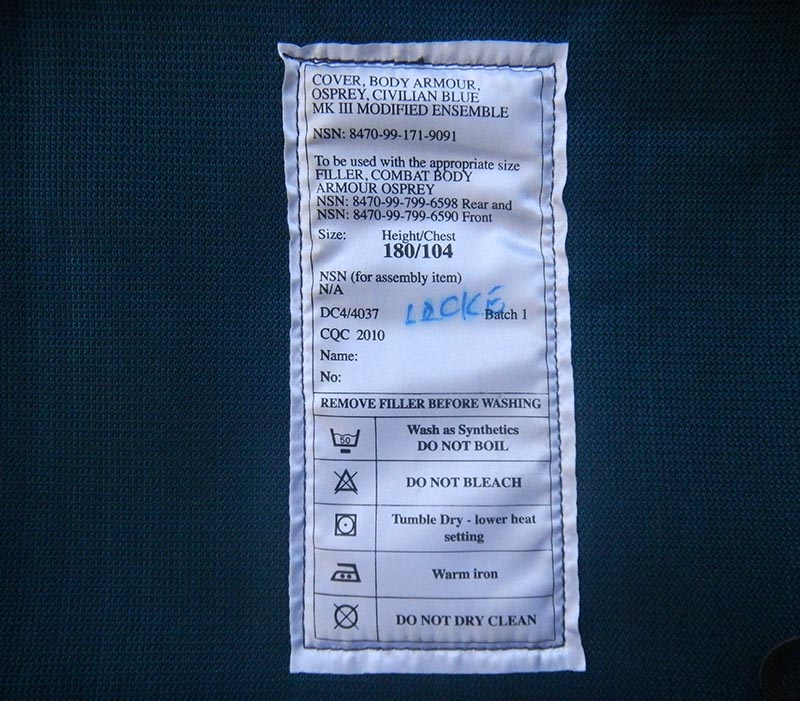 COVER, BODY ARMOUR,
OSPREY, CIVILIAN BLUE
MK III MODIFIED ENSEMBLE
NSN: 8470-99-171-9091
To be used with the appropriate size
FILLER, COMBAT BODY
ARMOUR OSPREY
NSN: 8470-99-799-6598 Rear and
NSN: 8470-99-799-6590 Front
Size: Height/Chest
180/104
NSN (for assembly item)
N/A
DC4/4037 LOCKE Batch 1
CQC 2010
Name:
No:
REMOVE FILLER BEFORE WASHING
50 Wash as Synthetics
DO NOT BOIL
DO NOT BLEACH
Tumble Dry - lower heat
setting
Warm iron
DO NOT DRY CLEAN